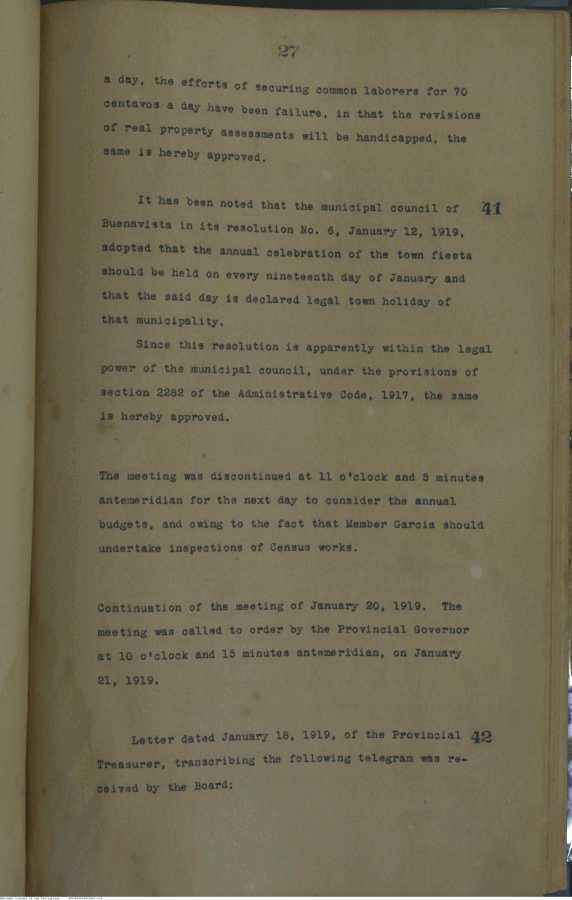 27
a day, the efforts of securing common laborers for 70
centavos a day have been failure, in that the revisions
of real property assessments will be handicapped, the
same is hereby approved.
It has been noted that the municipal council of 41
Buenavista in its resolution No. 6, January 12, 1919,
adopted that the annual celebration of the town fiesta
should be held on every nineteenth day of January and
that the said day is declared legal town holiday of
that municipality.
Since this resolution is apparently within the legal
power of the municipal council, under the provisions of
section 2282 of the Administrative Code, 1917, the same
is hereby approved.
The meeting was discontinued at 11 o'clock and 5 minutes
antemeridian for the next day to consider the annual
budgets, and owing to the fact that Member Garcia should
undertake inspections of Census works.
Continuation of the meeting of January 20, 1919. The
meeting was called to order by the Provincial Governor
at 10 o'clock and 15 minutes antemeridian, on January
21, 1919.
Letter dated January 18, 1919, of the Provincial 42
Treasurer, transcribing the following telegram was re-
ceived by the Board: